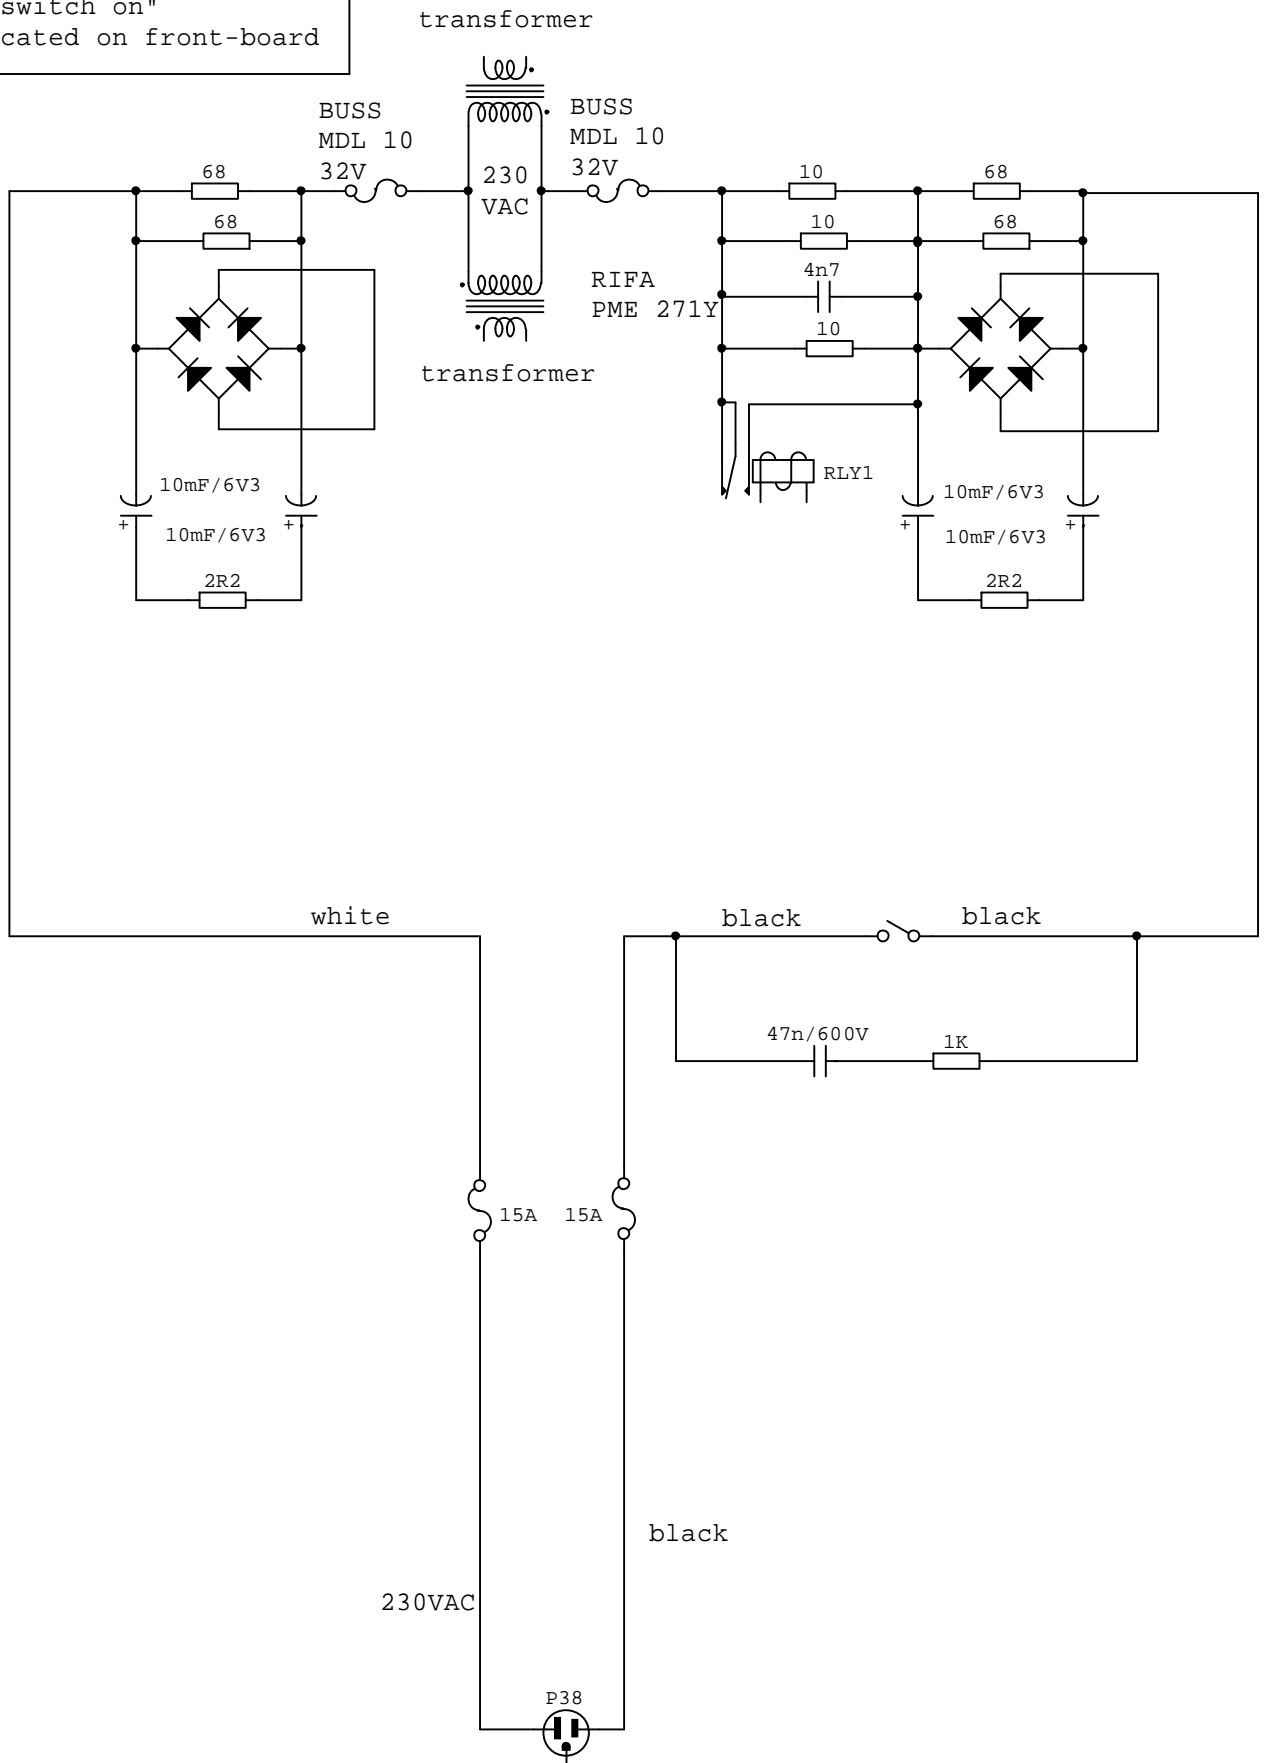 switch on"
cated on front-board
transformer
BUSS
MDL 10
32V
BUSS
MDL 10
32V
68
230
VAC
10
68
68
10
68
RIFA
PME 271Y
4n7
10
transformer
RLY1
10mF/6V3
+
10mF/6V3
+
10mF/6V3
+
10mF/6V3
+
2R2
2R2
white
black
black
47n/600V
1K
15A
15A
black
230VAC
P38